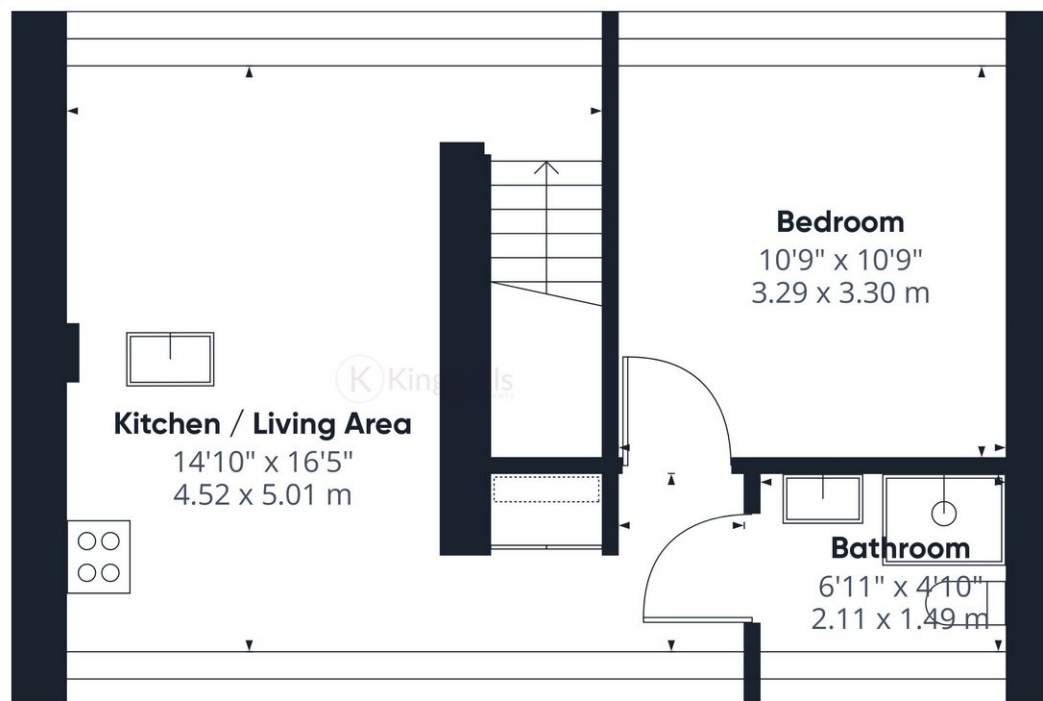 Bedroom
10'9" x 10'9"
3.29 x 3.30 m
Kitchen / Living Area
14'10" x 16'5"
4.52 x 5.01 m
Bathroom
6'11" x 4'10"
2.11 x 1.49 m